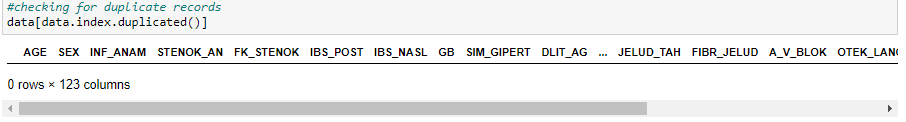 #checking for duplicate records
data[data.index.duplicated()]
AGE SEX INF_ANAM STENOK_AN FK_STENOK IBS_POST IBS_NASL GB SIM_GIPERT DLIT_AG ... JELUD_TAH FIBR_JELUD A_V_BLOK OTEK_LANC
0 rows × 123 columns